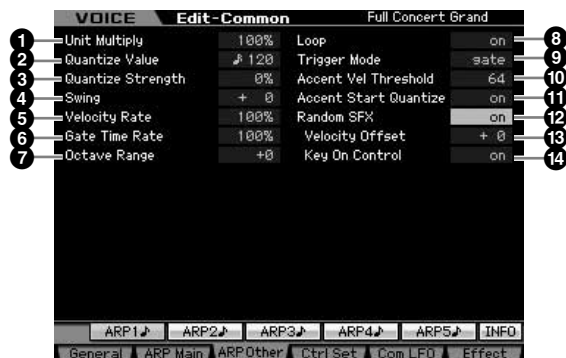 VOICE Edit-Common Full Concert Grand
1 Unit Multiply 100% Loop on 8
2 Quantize Value ♪ 120 Trigger Mode gate 9
3 Quantize Strength 0% Accent Vel Threshold 64 10
4 Swing + 0 Accent Start Quantize on 11
5 Velocity Rate 100% Random SFX on 12
6 Gate Time Rate 100% Velocity Offset + 0 13
7 Octave Range +0 Key On Control on 14
ARP1♪ ARP2♪ ARP3♪ ARP4♪ ARP5♪ INFO
General ARP Main ARP Other Ctrl Set Com LFO Effect